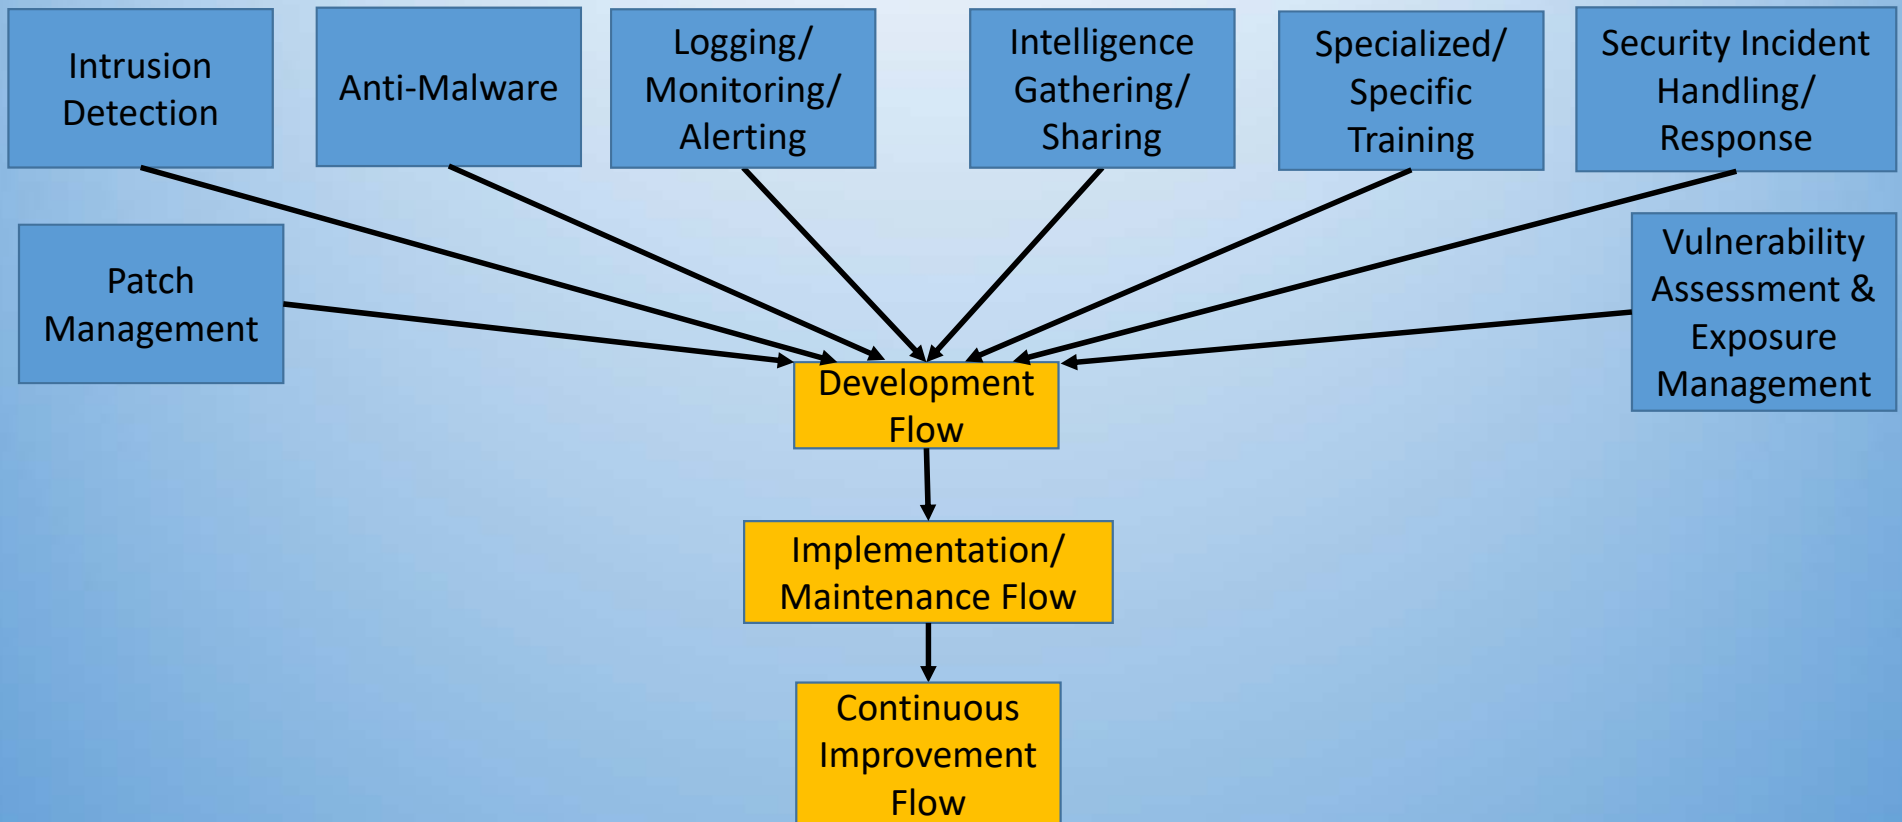 Intrusion
Detection
Anti-Malware
Logging/
Monitoring/
Alerting
Intelligence
Gathering/
Sharing
Specialized/
Specific
Training
Security Incident
Handling/
Response
Patch
Management
Vulnerability
Assessment &
Exposure
Management
Development
Flow
Implementation/
Maintenance Flow
Continuous
Improvement
Flow